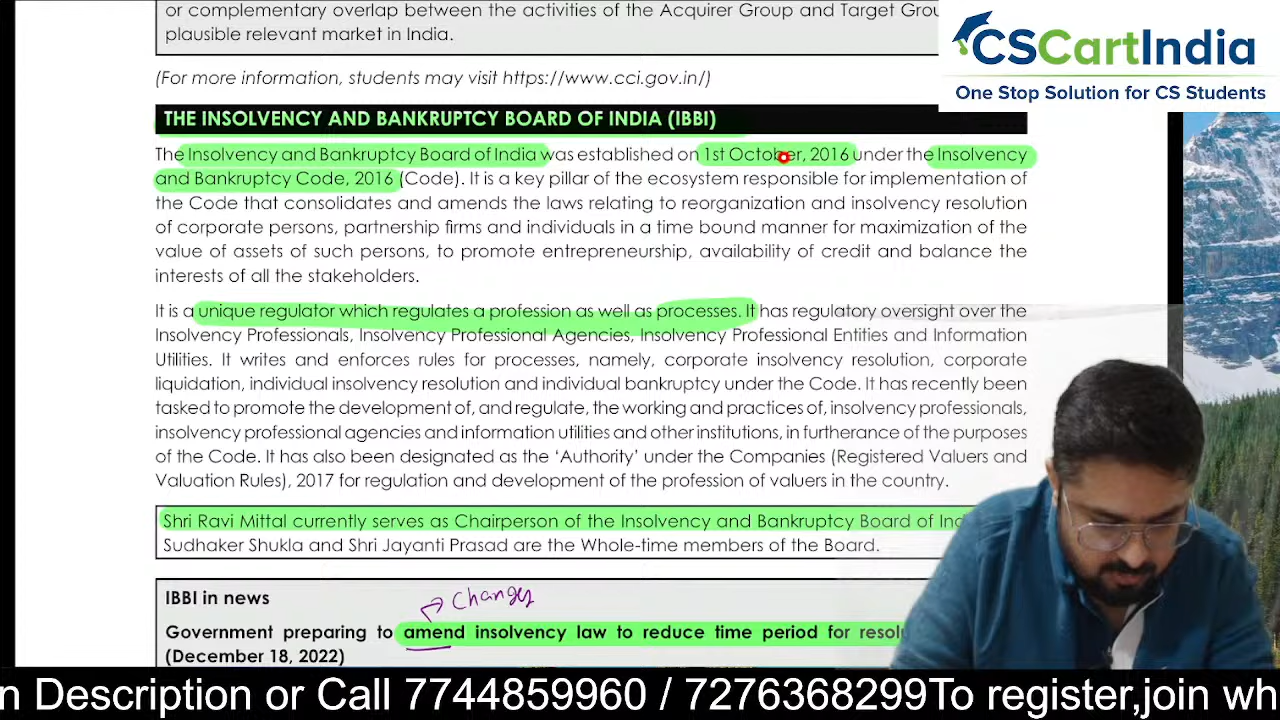 or complementary overlap between the activities of the Acquirer Group and Target Grou
plausible relevant market in India.
CSCartIndia
One Stop Solution for CS Students
(For more information, students may visit https://www.cci.gov.in/)
THE INSOLVENCY AND BANKRUPTCY BOARD OF INDIA (IBBI)
The Insolvency and Bankruptcy Board of India was established on 1st October, 2016 under the Insolvency
and Bankruptcy Code, 2016 (Code). It is a key pillar of the ecosystem responsible for implementation of
the Code that consolidates and amends the laws relating to reorganization and insolvency resolution
of corporate persons, partnership firms and individuals in a time bound manner for maximization of the
value of assets of such persons, to promote entrepreneurship, availability of credit and balance the
interests of all the stakeholders.
It is a unique regulator which regulates a profession as well as processes. It has regulatory oversight over the
Insolvency Professionals, Insolvency Professional Agencies, Insolvency Professional Entities and Information
Utilities. It writes and enforces rules for processes, namely, corporate insolvency resolution, corporate
liquidation, individual insolvency resolution and individual bankruptcy under the Code. It has recently been
tasked to promote the development of, and regulate, the working and practices of, insolvency professionals,
insolvency professional agencies and information utilities and other institutions, in furtherance of the purposes
of the Code. It has also been designated as the ‘Authority’ under the Companies (Registered Valuers and
Valuation Rules), 2017 for regulation and development of the profession of valuers in the country.
Shri Ravi Mittal currently serves as Chairperson of the Insolvency and Bankruptcy Board of Ind
Sudhaker Shukla and Shri Jayanti Prasad are the Whole-time members of the Board.
IBBI in news
Changes
Government preparing to amend insolvency law to reduce time period for resol
(December 18, 2022)
n Description or Call 7744859960 / 7276368299To register,join wh